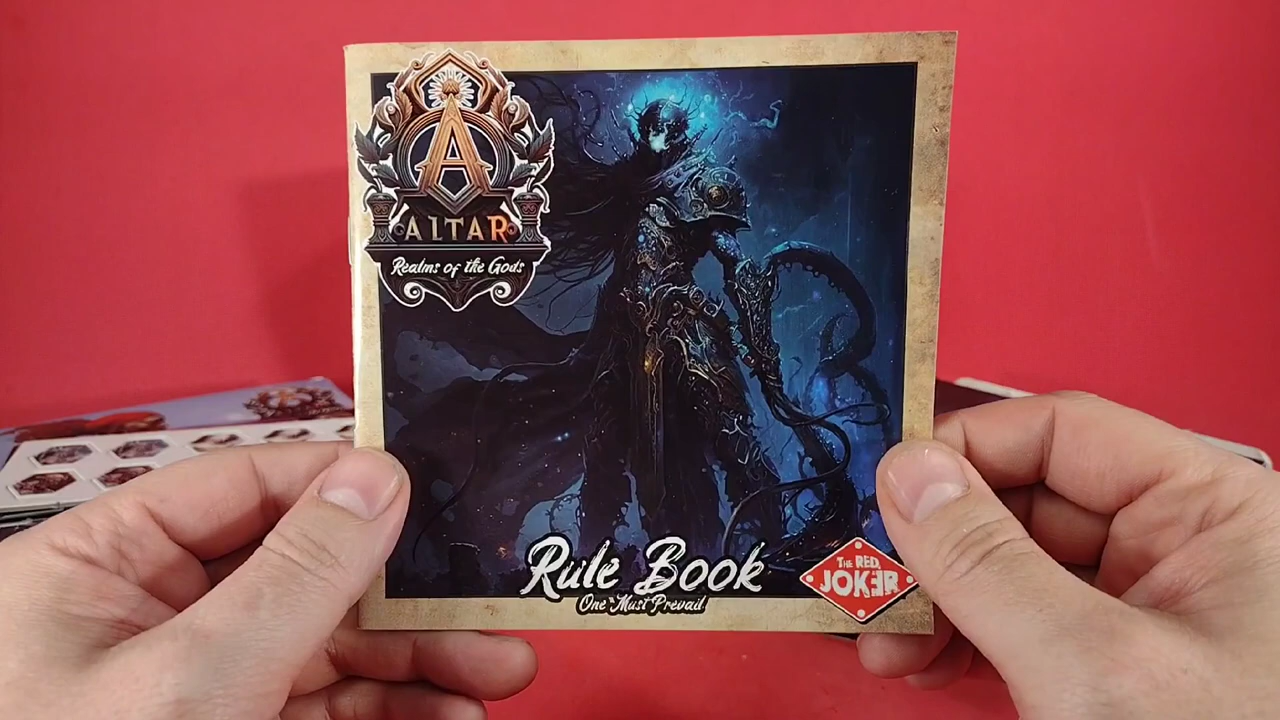 A
ALTAR
Realms of the Gods
Rule Book
One Must Prevail
THE RED
JOKER